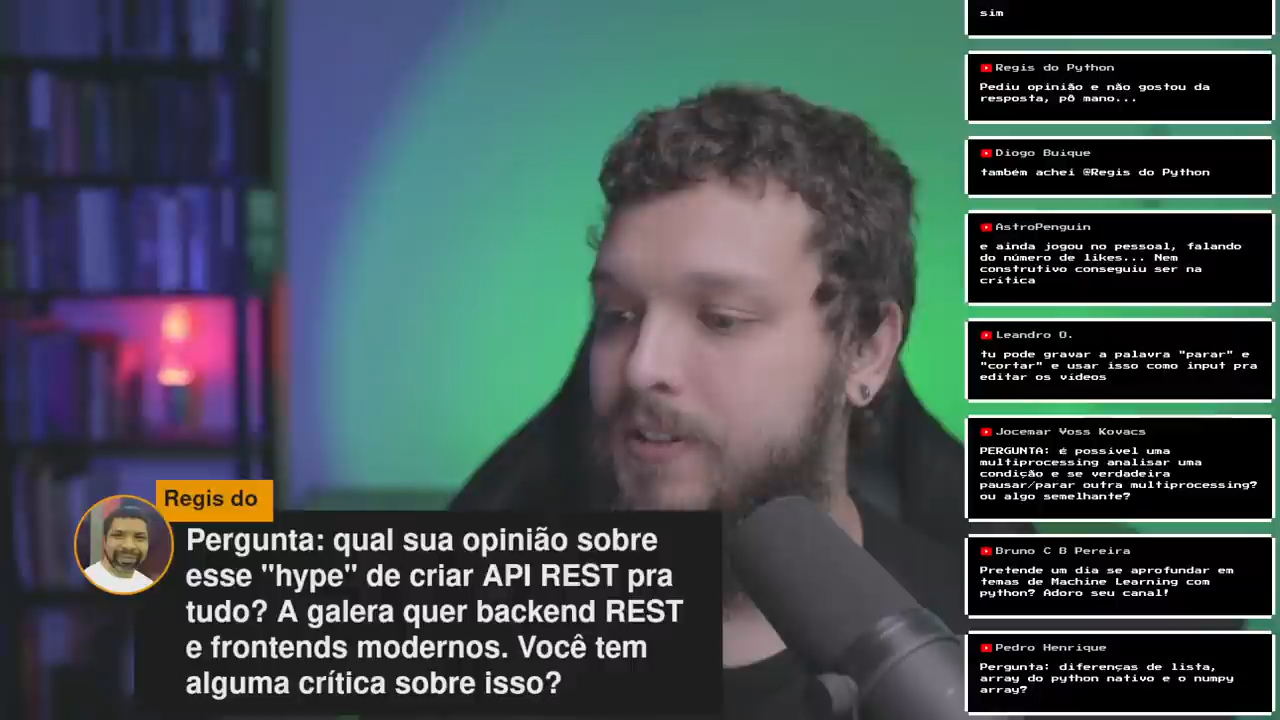 sim
Regis do Python
Pediu opinião e não gostou da
resposta, pô mano...
Diogo Buique
também achei @Regis do Python
AstroPenguin
e ainda jogou no pessoal, falando
do número de likes... Nem
construtivo conseguiu ser na
crítica
Leandro O.
tu pode gravar a palavra "parar" e
"cortar" e usar isso como input pra
editar os vídeos
Jocemar Voss Kovacs
PERGUNTA: é possível uma
multiprocessing analisar uma
condição e se verdadeira
pausar/parar outra multiprocessing?
ou algo semelhante?
Bruno C B Pereira
Pretende um dia se aprofundar em
temas de Machine Learning com
python? Adoro seu canal!
Pedro Henrique
Pergunta: diferenças de lista,
array do python nativo e o numpy
array?
Regis do
Pergunta: qual sua opinião sobre
esse "hype" de criar API REST pra
tudo? A galera quer backend REST
e frontends modernos. Você tem
alguma crítica sobre isso?